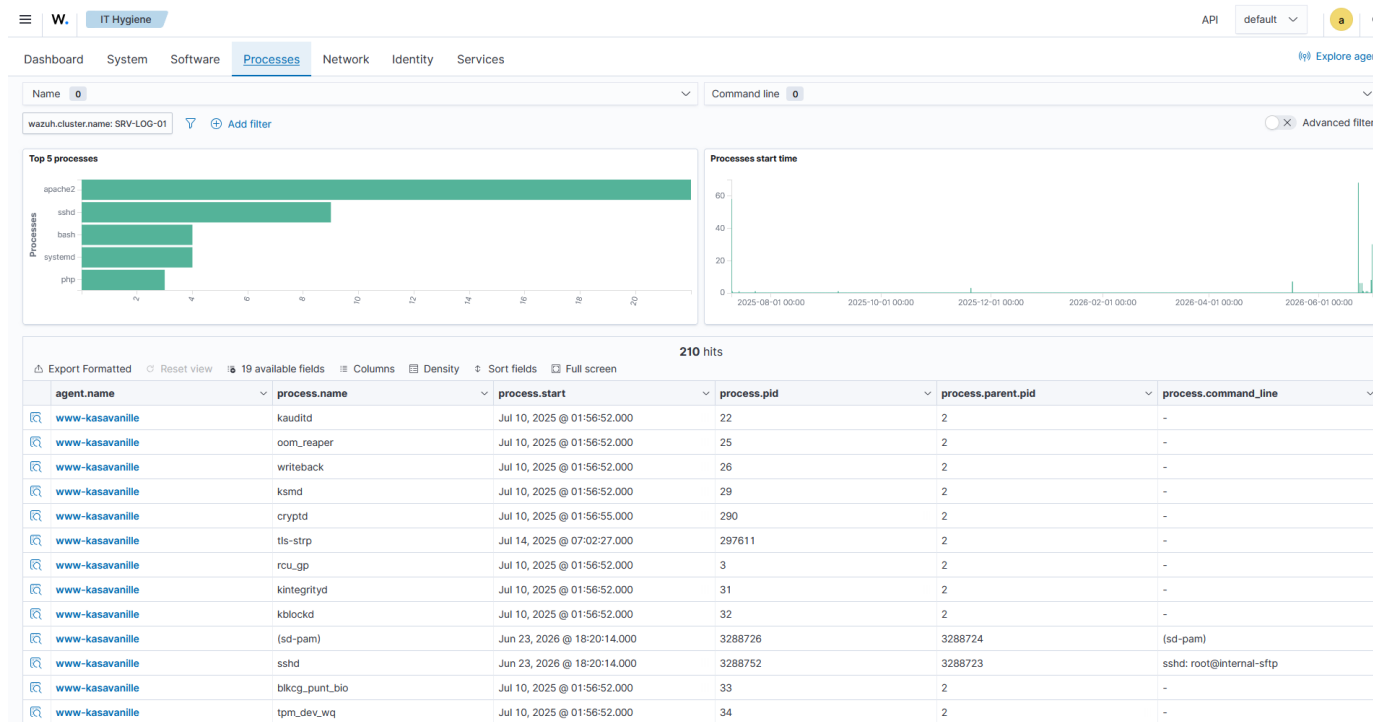 W. IT Hygiene API default a
Dashboard System Software Processes Network Identity Services Explore
Name 0 Command line 0
wazuh.cluster.name: SRV-LOG-01 Add filter Advanced filter
Top 5 processes Processes start time
Processes
apache2
sshd
bash
systemd
php
2 4 6 8 10 12 14 16 18 20
60
40
20
0
2025-08-01 00:00 2025-10-01 00:00 2025-12-01 00:00 2026-02-01 00:00 2026-04-01 00:00 2026-06-01 00:00
210 hits
Export Formatted Reset view 19 available fields Columns Density Sort fields Full screen
agent.name process.name process.start process.pid process.parent.pid process.command_line
www-kasavanille kauditd Jul 10, 2025 @ 01:56:52.000 22 2 -
www-kasavanille oom_reaper Jul 10, 2025 @ 01:56:52.000 25 2 -
www-kasavanille writeback Jul 10, 2025 @ 01:56:52.000 26 2 -
www-kasavanille ksmd Jul 10, 2025 @ 01:56:52.000 29 2 -
www-kasavanille cryptd Jul 10, 2025 @ 01:56:55.000 290 2 -
www-kasavanille tls-strp Jul 14, 2025 @ 07:02:27.000 297611 2 -
www-kasavanille rcu_gp Jul 10, 2025 @ 01:56:52.000 3 2 -
www-kasavanille kintegrityd Jul 10, 2025 @ 01:56:52.000 31 2 -
www-kasavanille kblockd Jul 10, 2025 @ 01:56:52.000 32 2 -
www-kasavanille (sd-pam) Jun 23, 2026 @ 18:20:14.000 3288726 3288724 (sd-pam)
www-kasavanille sshd Jun 23, 2026 @ 18:20:14.000 3288752 3288723 sshd: root@internal-sftp
www-kasavanille blkcg_punt_bio Jul 10, 2025 @ 01:56:52.000 33 2 -
www-kasavanille tpm_dev_wq Jul 10, 2025 @ 01:56:52.000 34 2 -